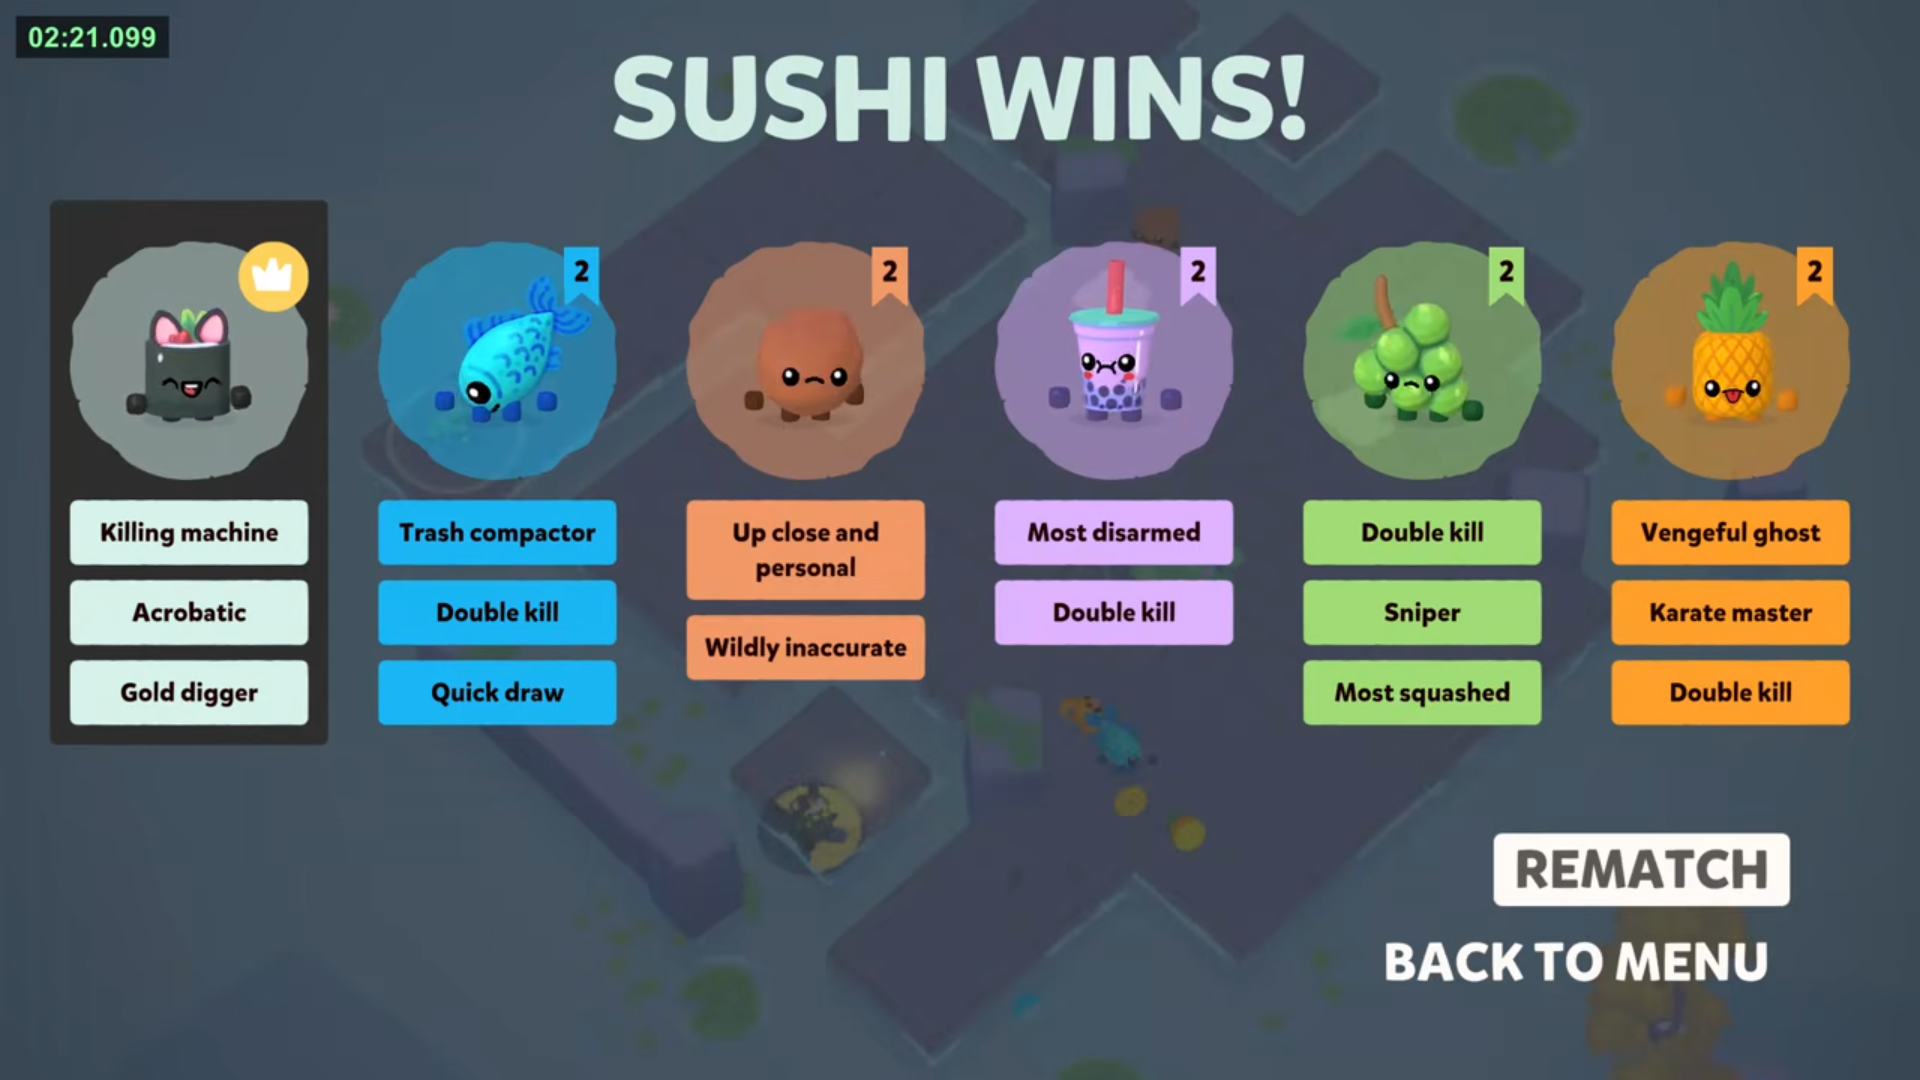 02:21.099
SUSHI WINS!
2
2
2
2
2
Killing machine
Acrobatic
Gold digger
Trash compactor
Double kill
Quick draw
Up close and
personal
Wildly inaccurate
Most disarmed
Double kill
Double kill
Sniper
Most squashed
Vengeful ghost
Karate master
Double kill
REMATCH
BACK TO MENU